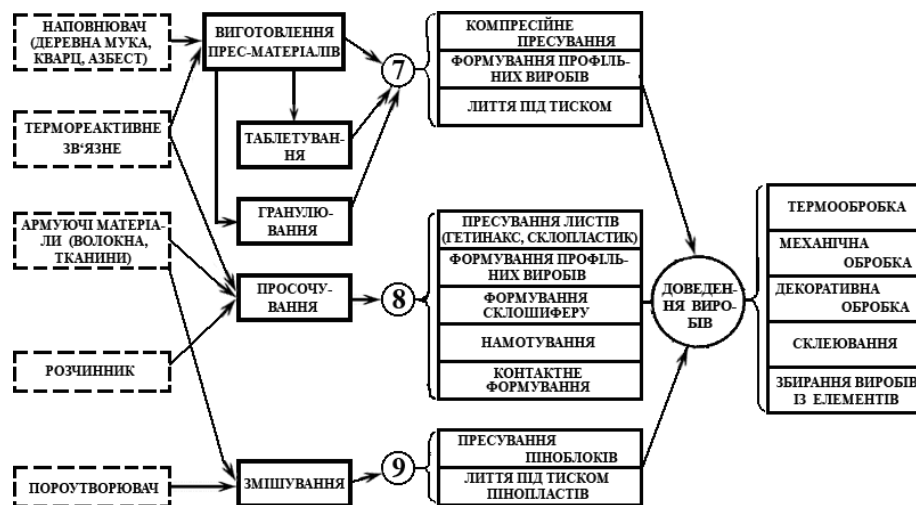 НАПОВНЮВАЧ
(ДЕРЕВНА МУКА,
КВАРЦ, АЗБЕСТ)
ТЕРМОРЕАКТИВНЕ
ЗВ‘ЯЗНЕ
АРМУЮЧІ МАТЕРІА-
ЛИ (ВОЛОКНА,
ТКАНИНИ)
РОЗЧИННИК
ПОРОУТВОРЮВАЧ
ВИГОТОВЛЕННЯ
ПРЕС-МАТЕРІАЛІВ
ТАБЛЕТУВАН-
НЯ
ГРАНУЛЮ-
ВАННЯ
ПРОСОЧУ-
ВАННЯ
ЗМІШУВАННЯ
7
8
9
КОМПРЕСІЙНЕ
ПРЕСУВАННЯ
ФОРМУВАННЯ ПРОФІЛЬ-
НИХ ВИРОБІВ
ЛИТТЯ ПІД ТИСКОМ
ПРЕСУВАННЯ ЛИСТІВ
(ГЕТИНАКС, СКЛОПЛАСТИК)
ФОРМУВАННЯ ПРОФІЛЬ-
НИХ ВИРОБІВ
ФОРМУВАННЯ
СКЛОШИФЕРУ
НАМОТУВАННЯ
КОНТАКТНЕ
ФОРМУВАННЯ
ПРЕСУВАННЯ
ПІНОБЛОКІВ
ЛИТТЯ ПІД ТИСКОМ
ПІНОПЛАСТІВ
ДОВЕДЕН-
НЯ ВИРО-
БІВ
ТЕРМООБРОБКА
МЕХАНІЧНА
ОБРОБКА
ДЕКОРАТИВНА
ОБРОБКА
СКЛЕЮВАННЯ
ЗБИРАННЯ ВИРОБІВ
ІЗ ЕЛЕМЕНТІВ